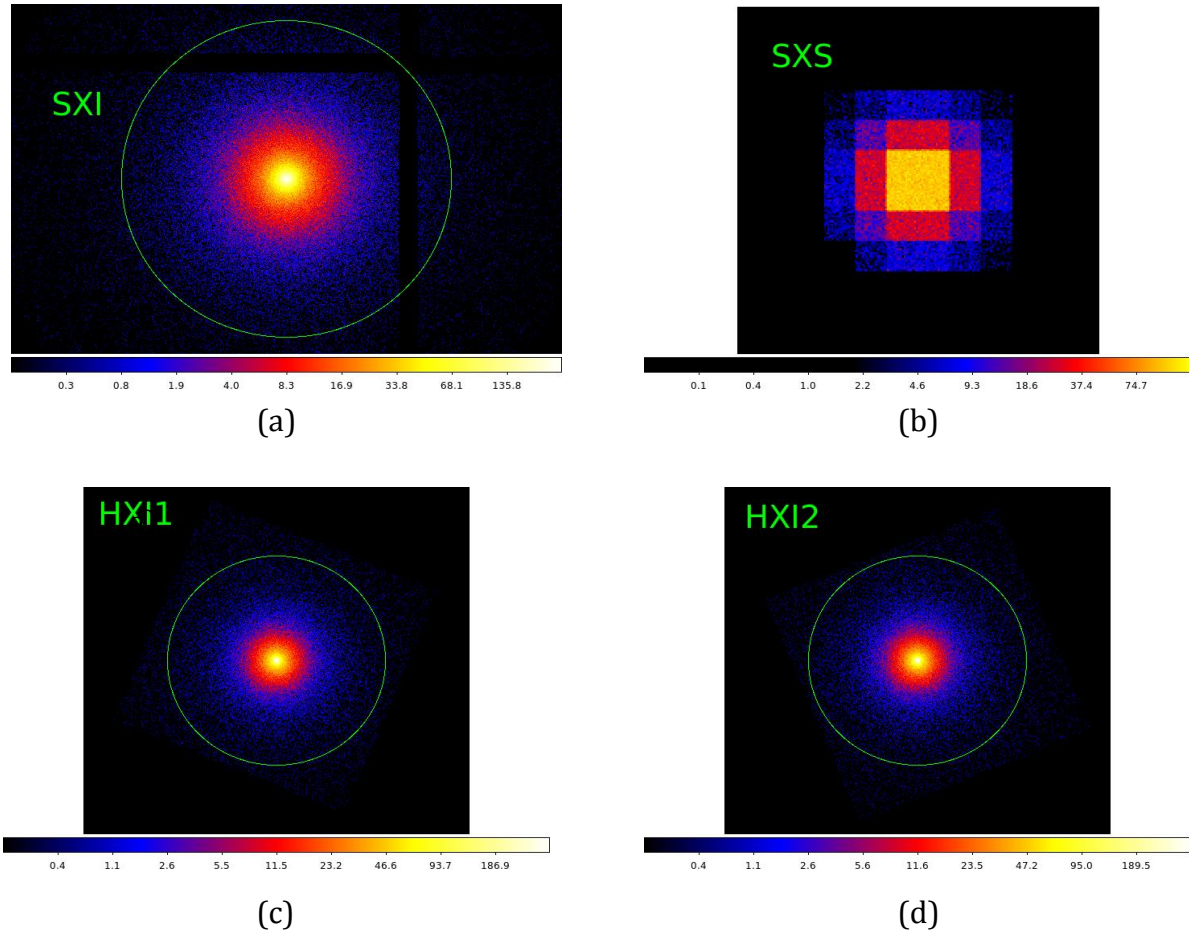 SXI
0.3 0.8 1.9 4.0 8.3 16.9 33.8 68.1 135.8
(a)
SXS
0.1 0.4 1.0 2.2 4.6 9.3 18.6 37.4 74.7
(b)
HXI1
0.4 1.1 2.6 5.5 11.5 23.2 46.6 93.7 186.9
(c)
HXI2
0.4 1.1 2.6 5.6 11.6 23.5 47.2 95.0 189.5
(d)